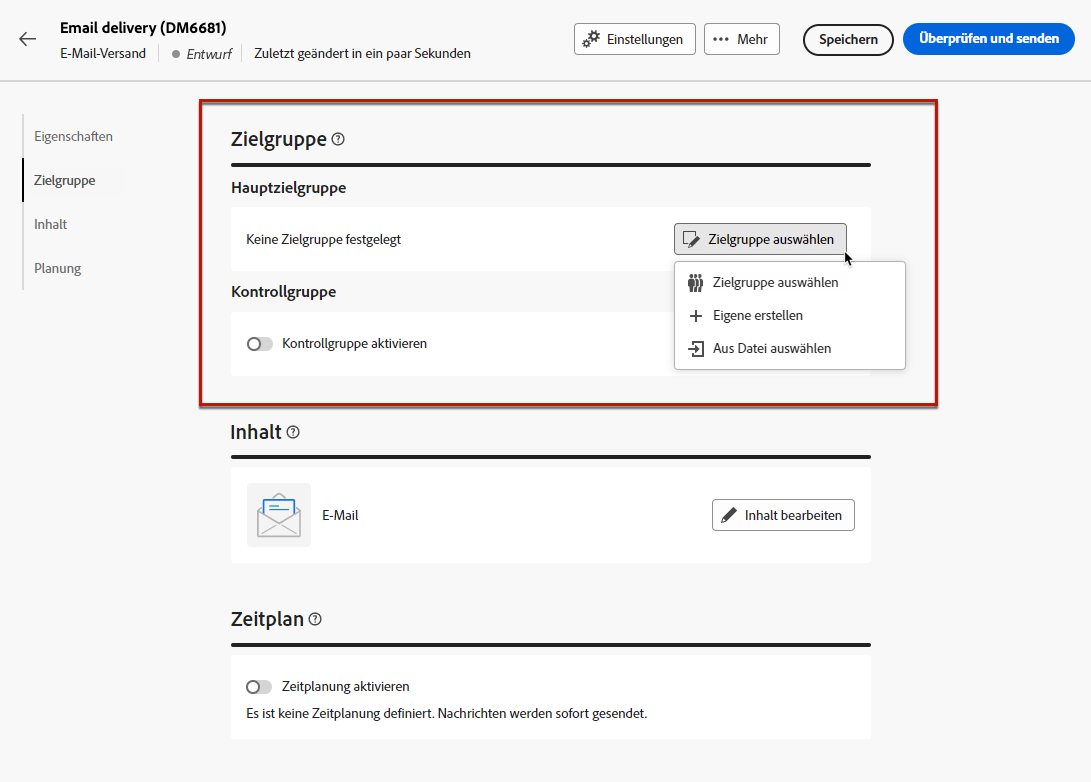 Email delivery (DM6681)
E-Mail-Versand
Entwurf
Zuletzt geändert in ein paar Sekunden
Einstellungen
Mehr
Speichern
Überprüfen und senden
Eigenschaften
Zielgruppe
Inhalt
Planung
Zielgruppe
Hauptzielgruppe
Keine Zielgruppe festgelegt
Zielgruppe auswählen
Zielgruppe auswählen
Eigene erstellen
Aus Datei auswählen
Kontrollgruppe
Kontrollgruppe aktivieren
Inhalt
E-Mail
Inhalt bearbeiten
Zeitplan
Zeitplanung aktivieren
Es ist keine Zeitplanung definiert. Nachrichten werden sofort gesendet.